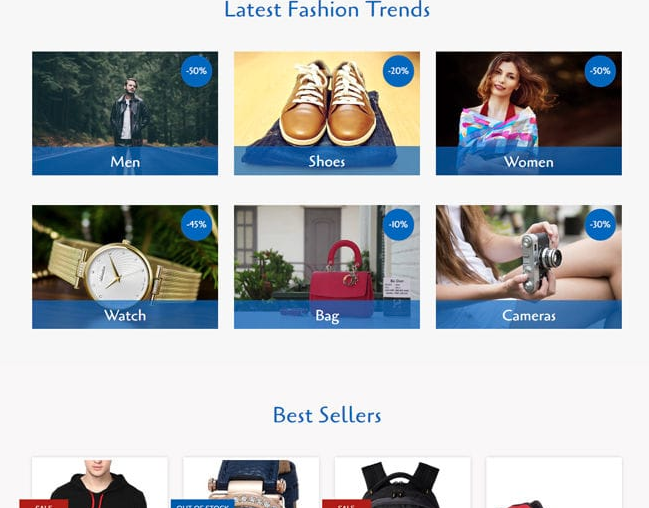 Latest Fashion Trends
-50%
Men
-20%
Shoes
-50%
Women
-45%
Watch
-10%
Bag
-30%
Cameras
Best Sellers
SALE
OUT OF STOCK
SALE